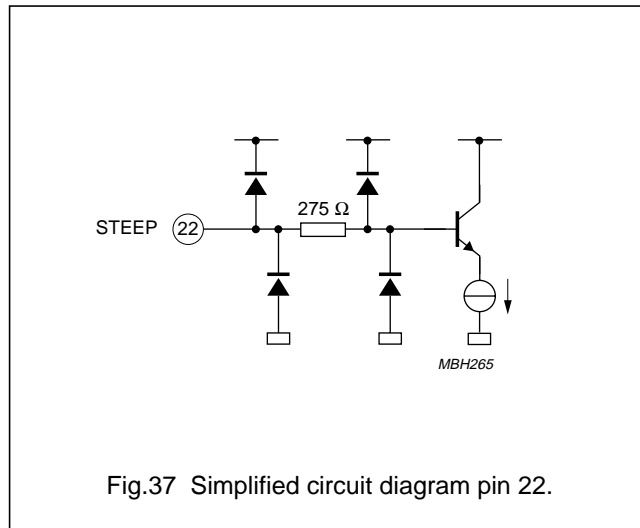 275 Ω
STEEP 22
MBH265
Fig.37 Simplified circuit diagram pin 22.